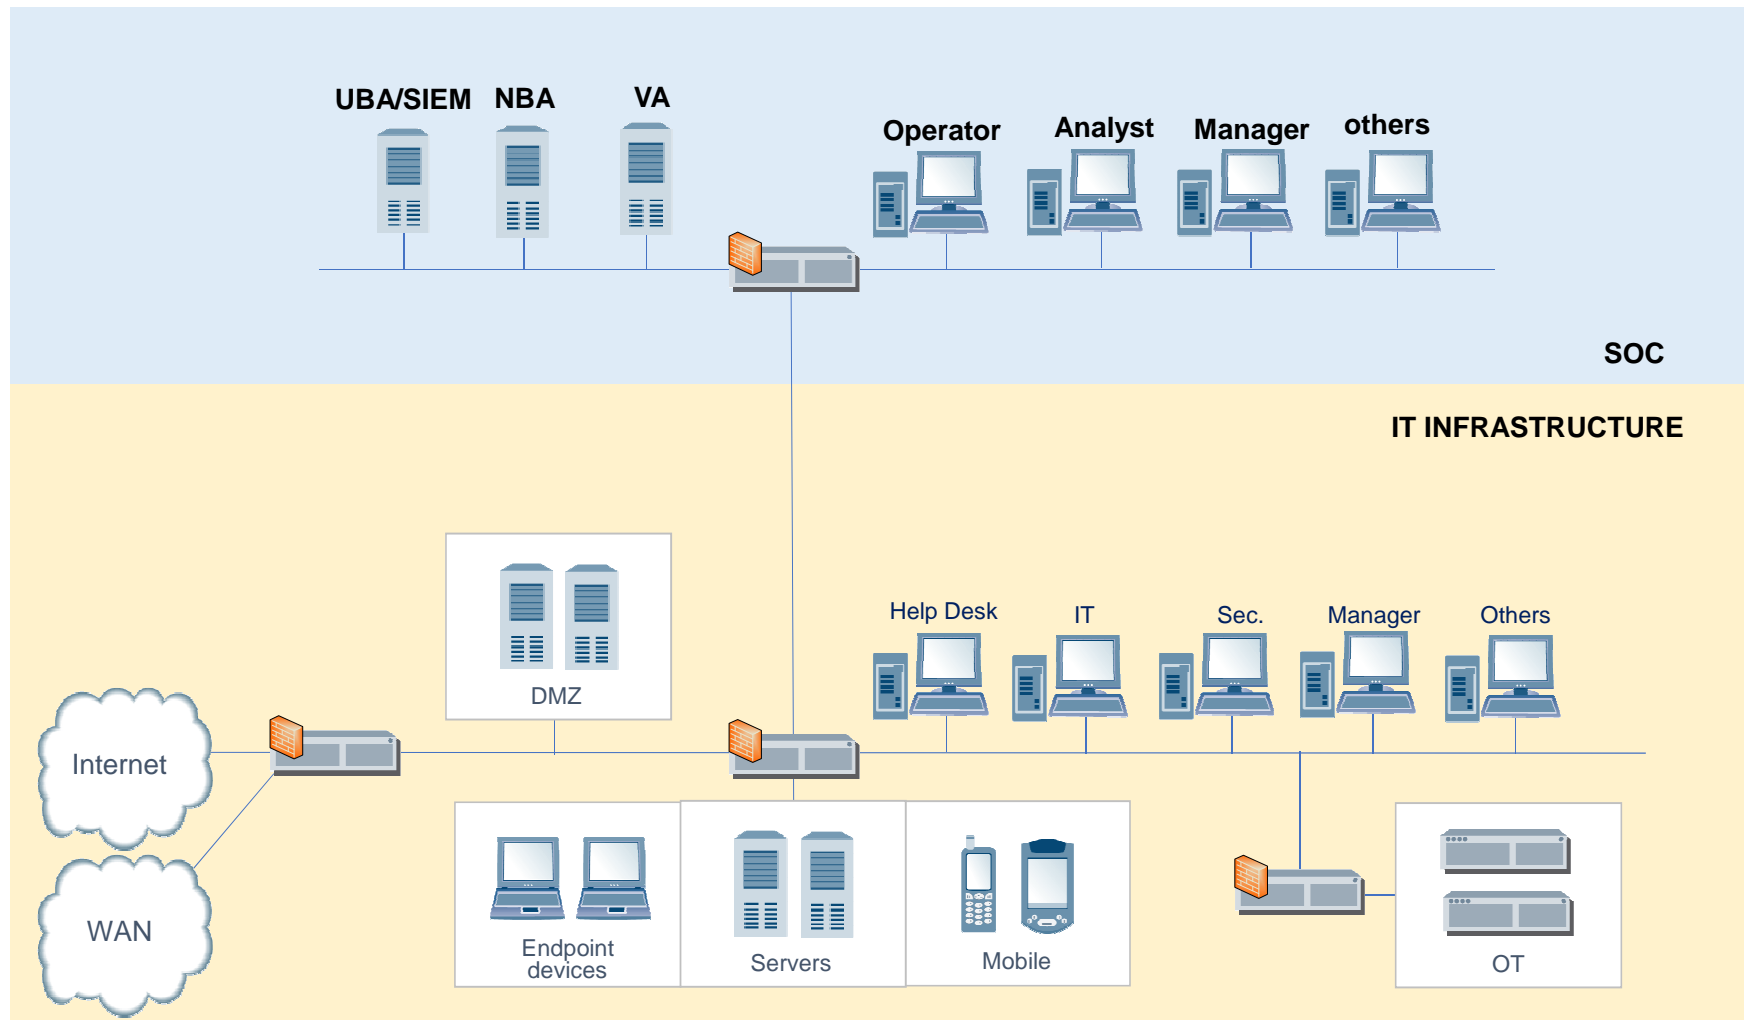 UBA/SIEM
NBA
VA
Operator
Analyst
Manager
others
SOC
IT INFRASTRUCTURE
DMZ
Help Desk
IT
Sec.
Manager
Others
Internet
WAN
Endpoint
devices
Servers
Mobile
OT